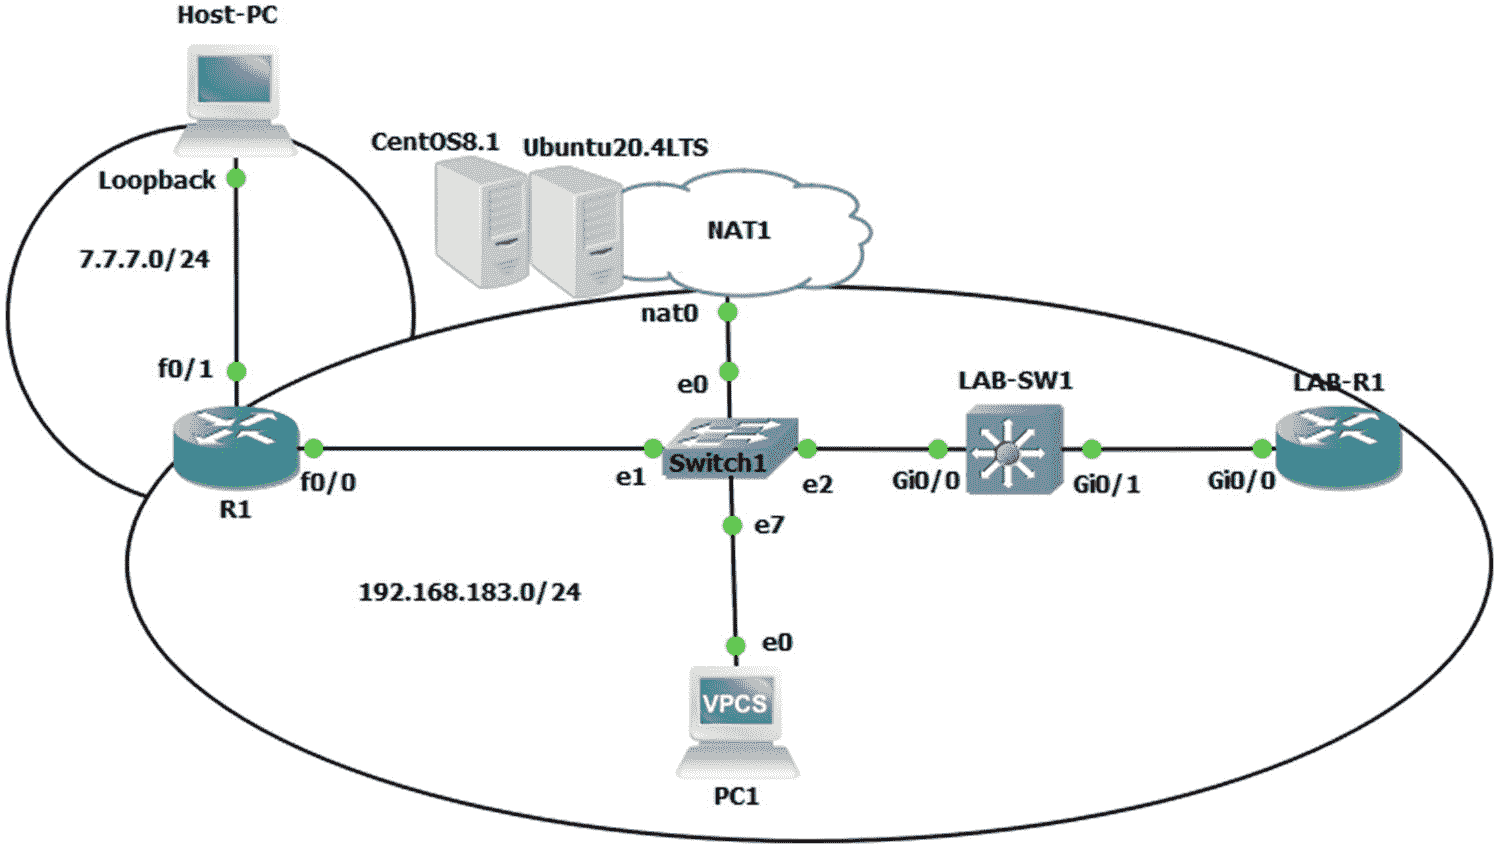 Host-PC
CentOS8.1
Ubuntu20.4LTS
Loopback
NAT1
7.7.7.0/24
nat0
f0/1
e0
LAB-SW1
LAB-R1
Switch1
f0/0
e1
e2
Gi0/0
Gi0/1
Gi0/0
R1
e7
192.168.183.0/24
e0
VPCS
PC1